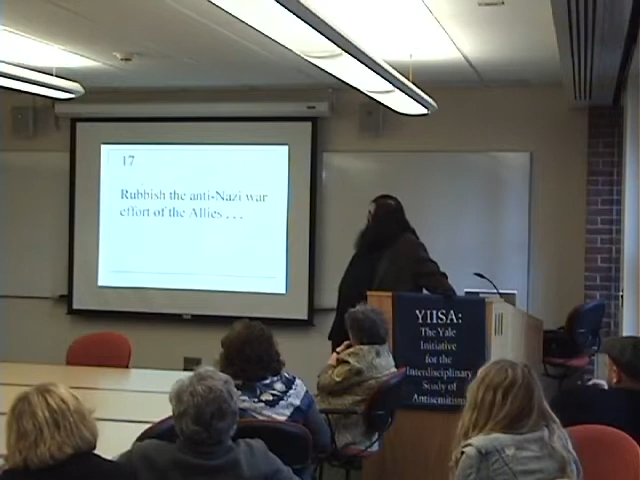 17
Rubbish the anti-Nazi war
effort of the Allies . . .
YIISA:
The Yale
Initiative
for the
Interdisciplinary
Study of
Antisemitism